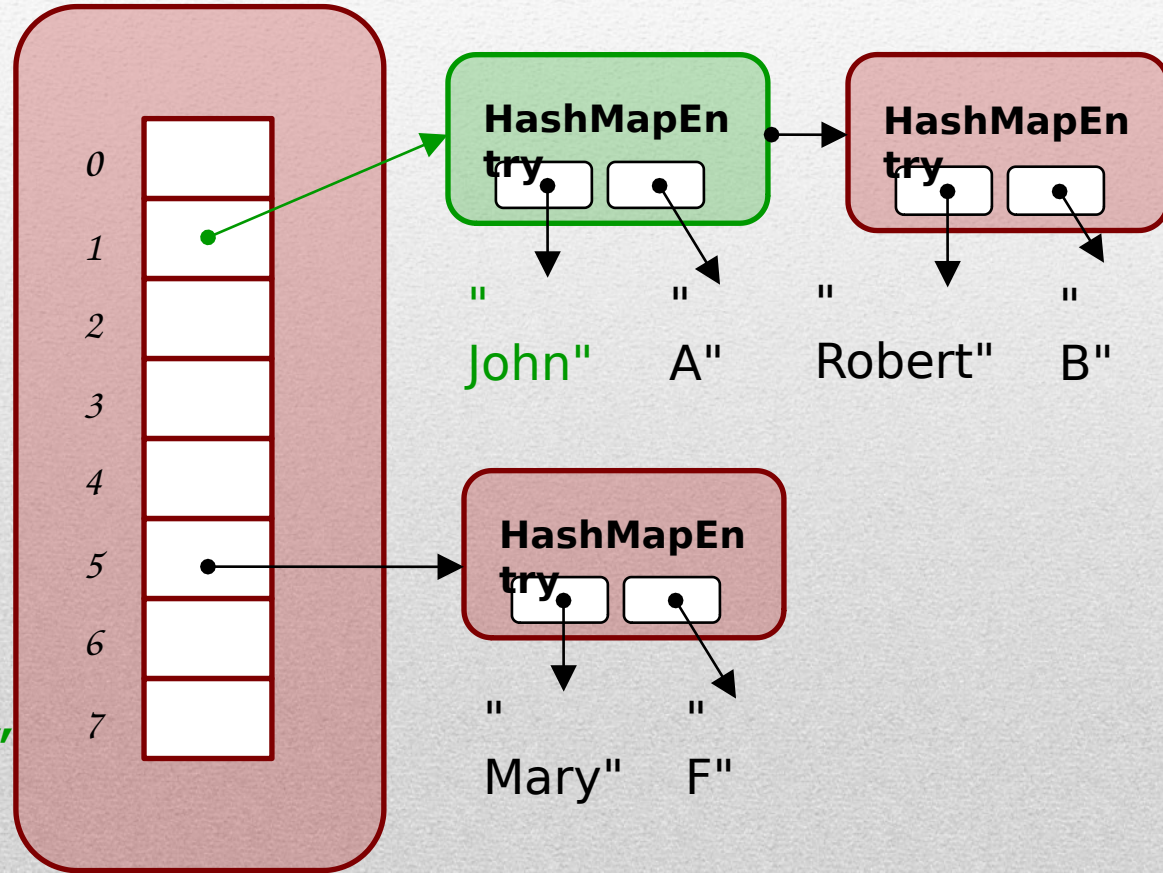 0
1
2
3
4
5
6
7
HashMapEn
try
"
John"
"
A"
HashMapEn
try
"
Robert"
"
B"
HashMapEn
try
"
Mary"
"
F"
"